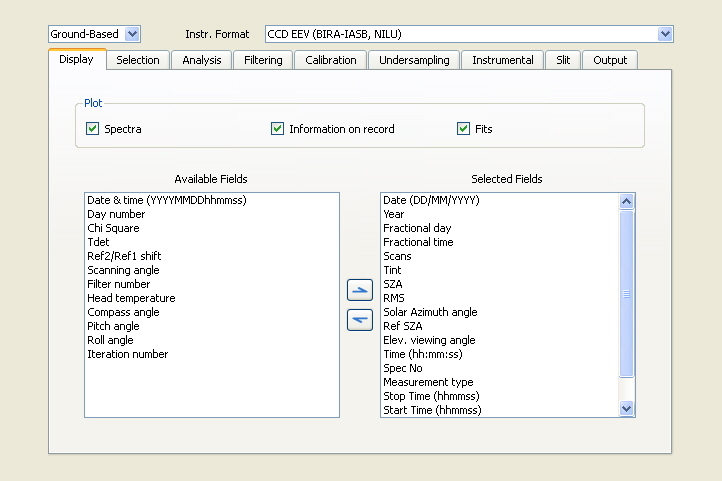 Ground-Based Instr. Format CCD EEV (BIRA-IASB, NILU)
Display Selection Analysis Filtering Calibration Undersampling Instrumental Slit Output
Plot
Spectra Information on record Fits
Available Fields
Date & time (YYYYMMDDhhmmss)
Day number
Chi Square
Tdet
Ref2/Ref1 shift
Scanning angle
Filter number
Head temperature
Compass angle
Pitch angle
Roll angle
Iteration number
Selected Fields
Date (DD/MM/YYYY)
Year
Fractional day
Fractional time
Scans
Tint
SZA
RMS
Solar Azimuth angle
Ref SZA
Elev. viewing angle
Time (hh:mm:ss)
Spec No
Measurement type
Stop Time (hhmmss)
Start Time (hhmmss)